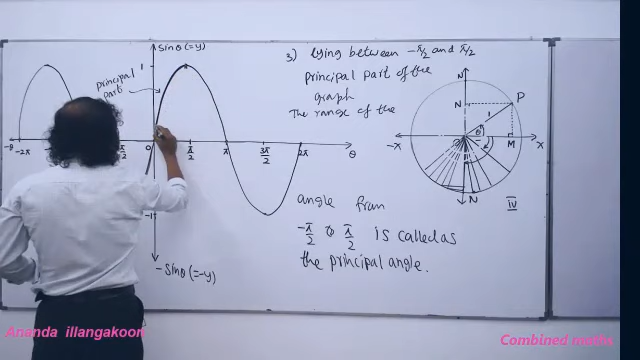 sinθ(=y)
3) lying between -π/2 and π/2
principal part of the
graph
The range of the
principal
part
1
-θ -2π π/2 0 π/2 π 3π/2 2π θ
-1
-sinθ(=-y)
N
N P
1
θ
-x O M x
N
IV
angle from
-π/2 to π/2 is called as
the principal angle.
Ananda illangakoon
Combined maths